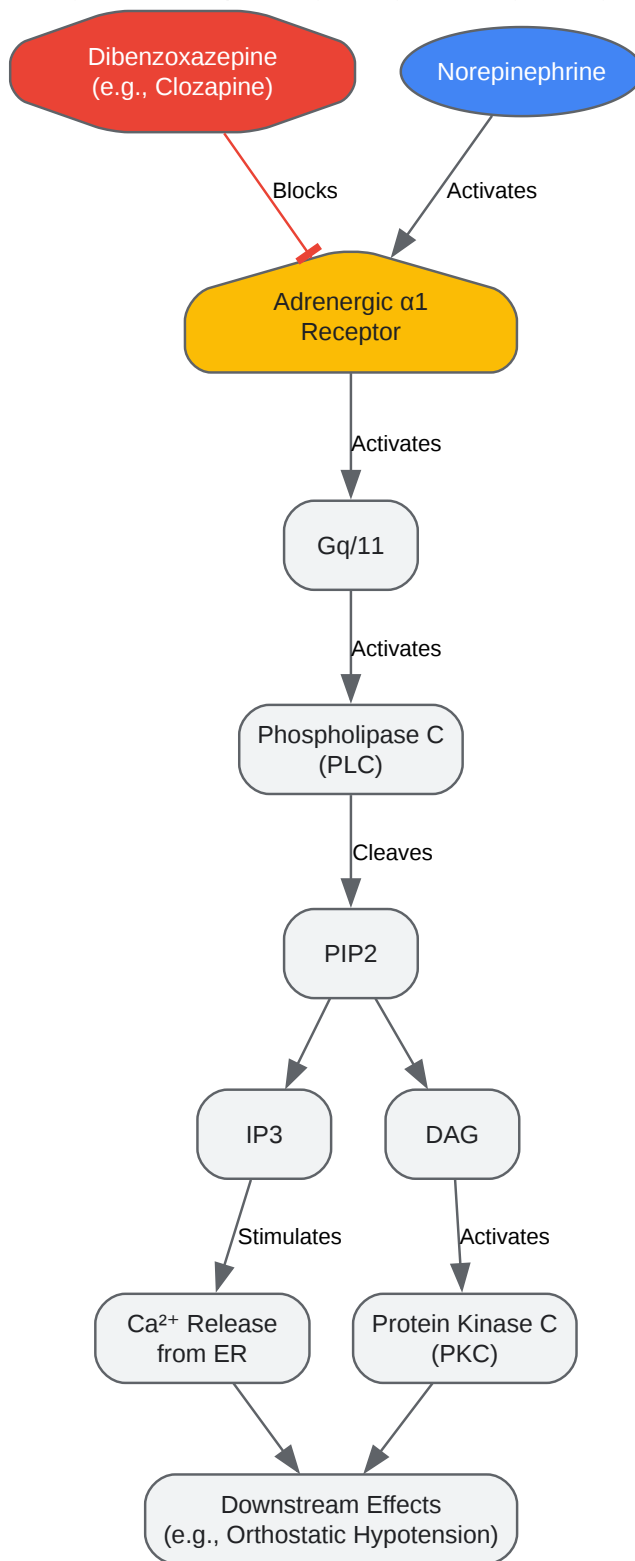 Dibenzoxazepine
(e.g., Clozapine)
Norepinephrine
Blocks
Activates
Adrenergic α1
Receptor
Activates
Gq/11
Activates
Phospholipase C
(PLC)
Cleaves
PIP2
IP3
DAG
Stimulates
Activates
Ca²⁺ Release
from ER
Protein Kinase C
(PKC)
Downstream Effects
(e.g., Orthostatic Hypotension)